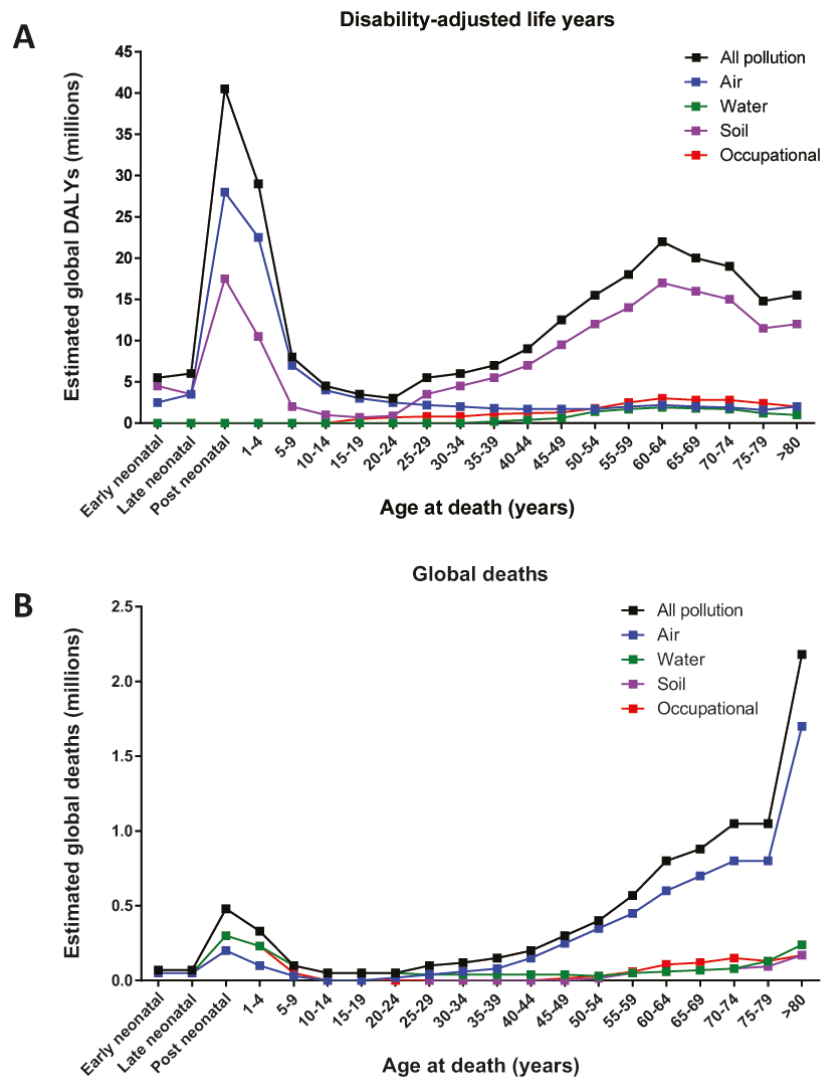 A
Disability-adjusted life years
Estimated global DALYs (millions)
45
40
35
30
25
20
15
10
5
0
All pollution
Air
Water
Soil
Occupational
Early neonatal
Late neonatal
Post neonatal
1-4
5-9
10-14
15-19
20-24
25-29
30-34
35-39
40-44
45-49
50-54
55-59
60-64
65-69
70-74
75-79
>80
Age at death (years)
B
Global deaths
Estimated global deaths (millions)
2.5
2.0
1.5
1.0
0.5
0.0
All pollution
Air
Water
Soil
Occupational
Early neonatal
Late neonatal
Post neonatal
1-4
5-9
10-14
15-19
20-24
25-29
30-34
35-39
40-44
45-49
50-54
55-59
60-64
65-69
70-74
75-79
>80
Age at death (years)